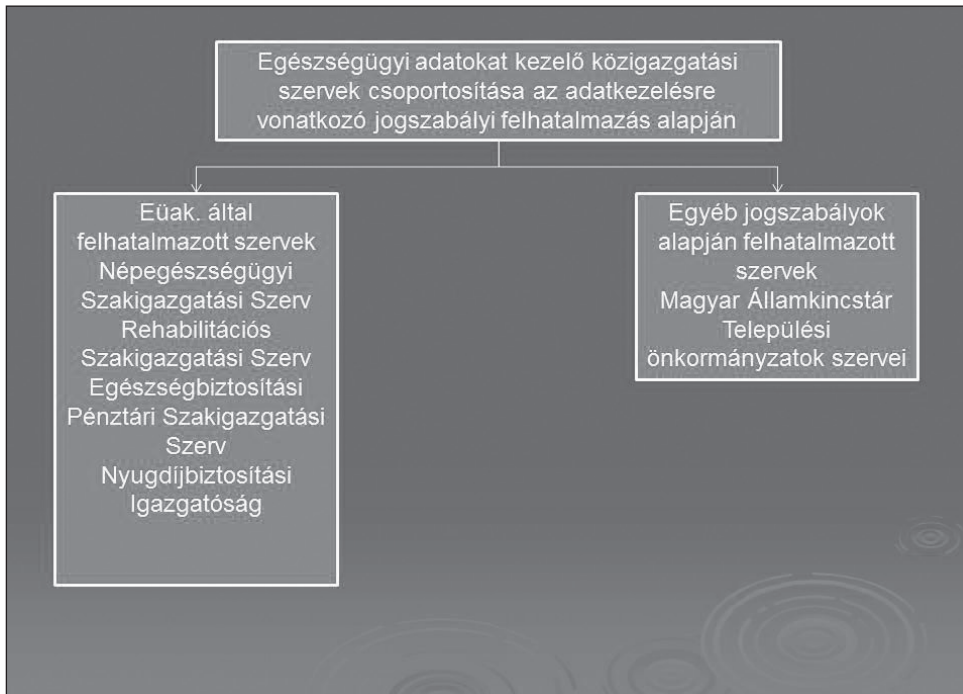 Egészségügyi adatokat kezelő közigazgatási
szervek csoportosítása az adatkezelésre
vonatkozó jogszabályi felhatalmazás alapján
Eüak. által
felhatalmazott szervek
Népegészségügyi
Szakigazgatási Szerv
Rehabilitációs
Szakigazgatási Szerv
Egészségbiztosítási
Pénztári Szakigazgatási
Szerv
Nyugdíjbiztosítási
Igazgatóság
Egyéb jogszabályok
alapján felhatalmazott
szervek
Magyar Államkincstár
Települési
önkormányzatok szervei